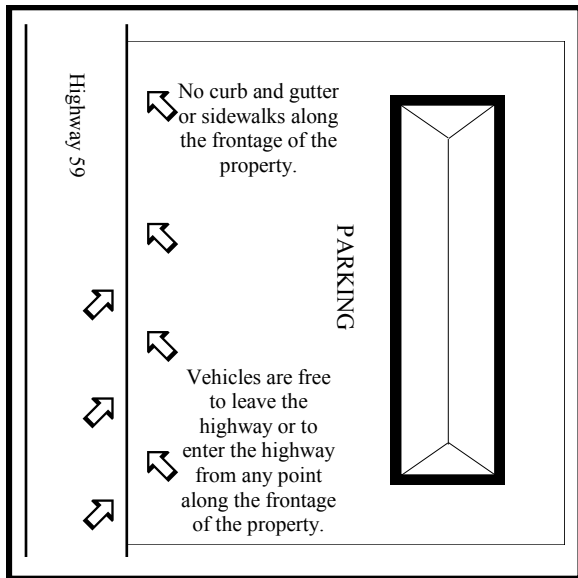 Highway 59
No curb and gutter
or sidewalks along
the frontage of the
property.
PARKING
Vehicles are free
to leave the
highway or to
enter the highway
from any point
along the frontage
of the property.